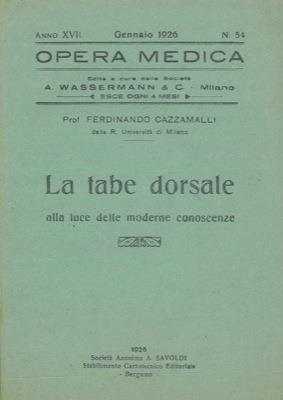 ANNO XVII Gennaio 1926 N. 54
OPERA MEDICA
Edita a cura della Società
A. WASSERMANN & C. - Milano
ESCE OGNI 4 MESI
Prof. FERDINANDO CAZZAMALLI
della R. Università di Milano
La tabe dorsale
alla luce delle moderne conoscenze
1926
Società Anonima A. SAVOLDI
Stabilimento Cartotecnico Editoriale
- Bergamo -